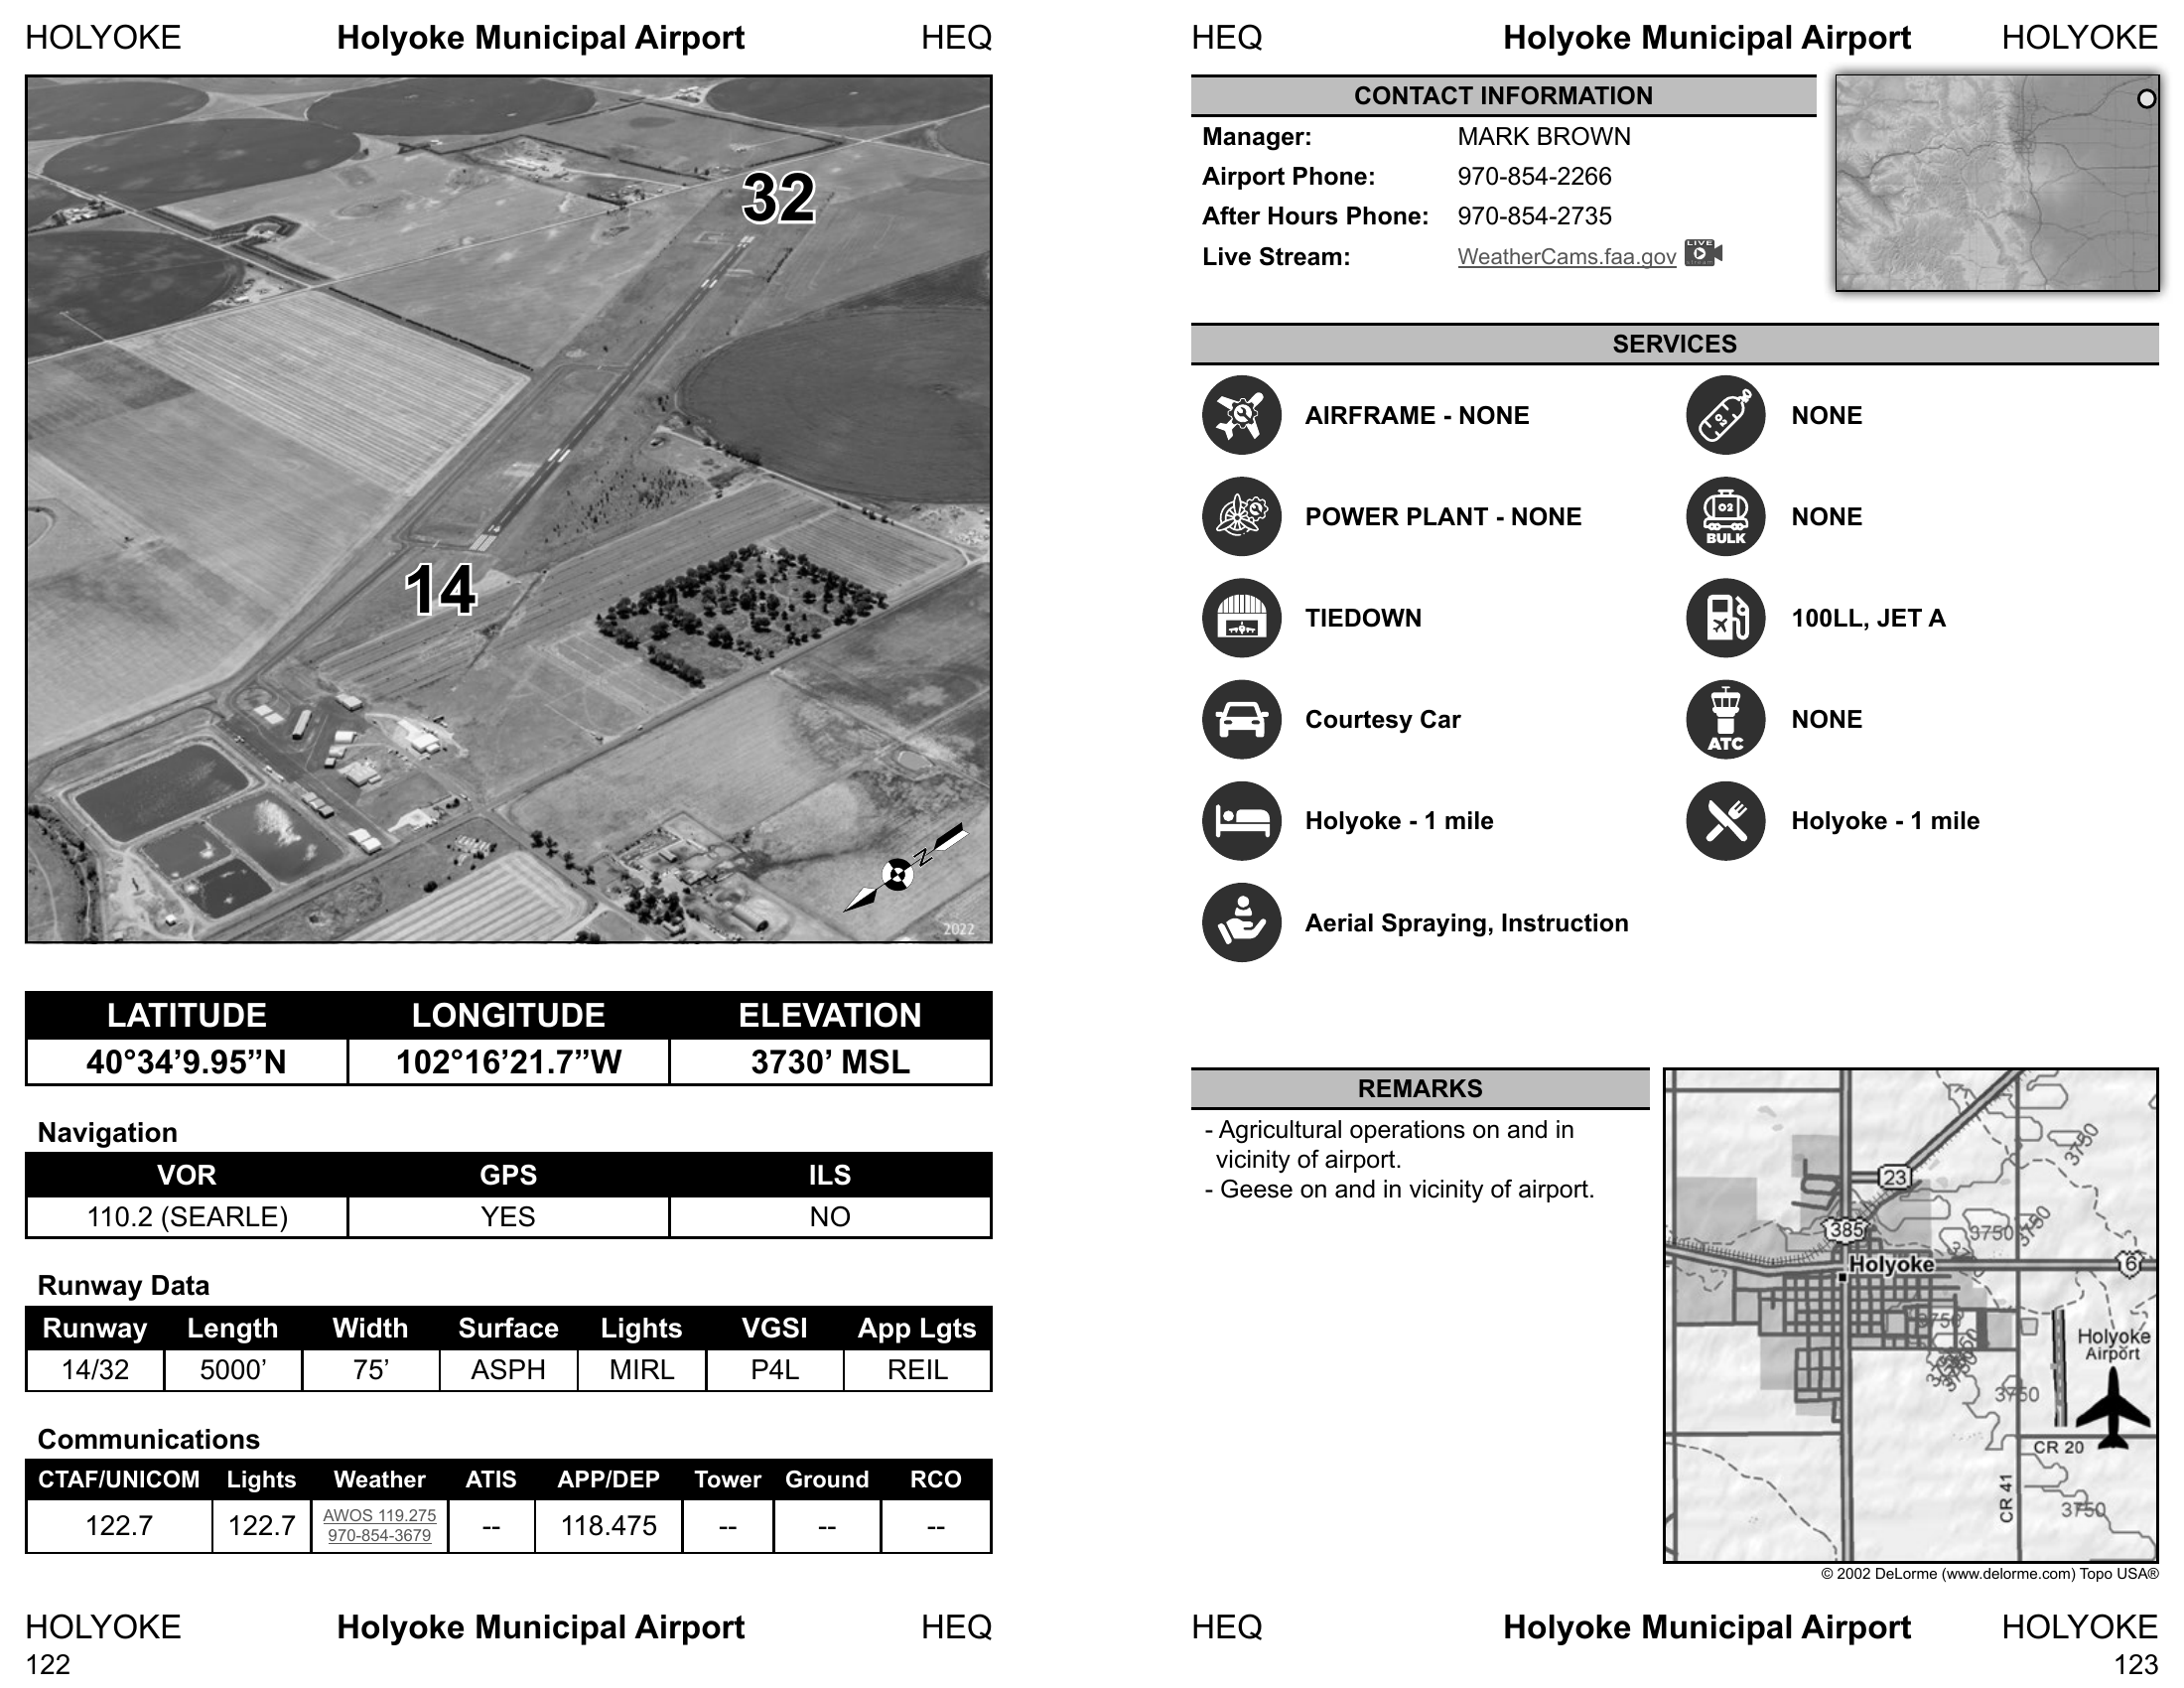 HOLYOKE Holyoke Municipal Airport HEQ
32
14
N
2022
LATITUDE LONGITUDE ELEVATION
40°34’9.95”N 102°16’21.7”W 3730’ MSL
Navigation
VOR GPS ILS
110.2 (SEARLE) YES NO
Runway Data
Runway Length Width Surface Lights VGSI App Lgts
14/32 5000’ 75’ ASPH MIRL P4L REIL
Communications
CTAF/UNICOM Lights Weather ATIS APP/DEP Tower Ground RCO
122.7 122.7 AWOS 119.275 -- 118.475 -- -- --
970-854-3679
HOLYOKE Holyoke Municipal Airport HEQ
122
HEQ Holyoke Municipal Airport HOLYOKE
CONTACT INFORMATION
Manager: MARK BROWN
Airport Phone: 970-854-2266
After Hours Phone: 970-854-2735
Live Stream: WeatherCams.faa.gov LIVE
SERVICES
AIRFRAME - NONE O2 NONE
POWER PLANT - NONE O2 BULK NONE
TIEDOWN 100LL, JET A
Courtesy Car ATC NONE
Holyoke - 1 mile Holyoke - 1 mile
Aerial Spraying, Instruction
REMARKS
- Agricultural operations on and in
vicinity of airport.
- Geese on and in vicinity of airport.
3750
23
385
3750 3750
Holyoke 6
3750
Holyoke
Airport
3750
CR 20
CR 41
3750
© 2002 DeLorme (www.delorme.com) Topo USA®
HEQ Holyoke Municipal Airport HOLYOKE
123